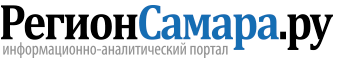 РегионСамара.ру
информационно-аналитический портал